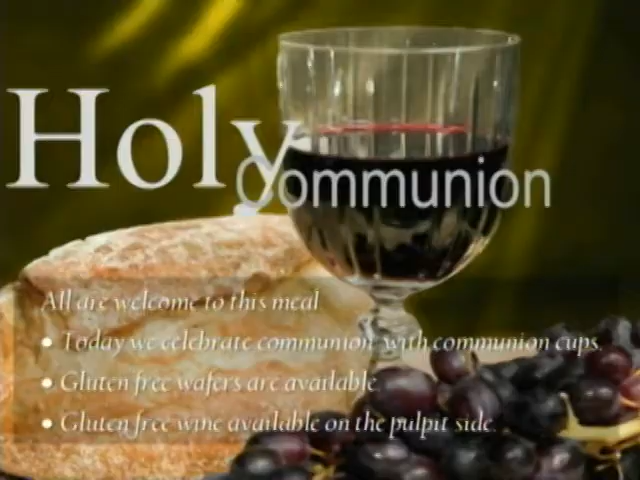 Holy
Communion
All are welcome to this meal
• Today we celebrate communion with communion cups.
• Gluten free wafers are available
• Gluten free wine available on the pulpit side.